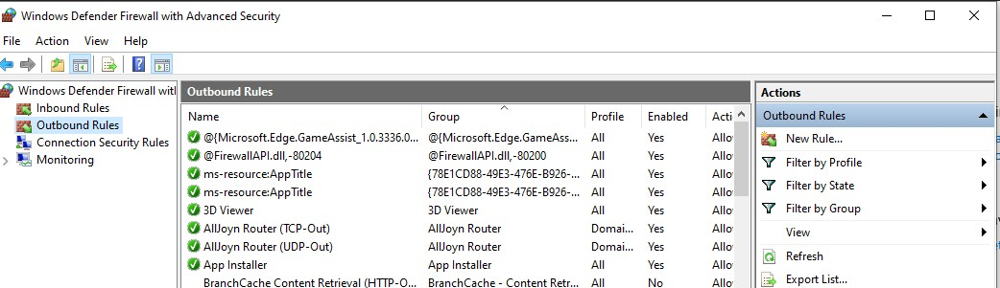 Windows Defender Firewall with Advanced Security
File Action View Help
Windows Defender Firewall wit
Inbound Rules
Outbound Rules
Connection Security Rules
Monitoring
Outbound Rules
Name Group Profile Enabled Acti
@{Microsoft.Edge.GameAssist_1.0.3336.0... @{Microsoft.Edge.GameAss... All Yes Allo
@FirewallAPI.dll,-80204 @FirewallAPI.dll,-80200 All Yes Allo
ms-resource:AppTitle {78E1CD88-49E3-476E-B926-... All Yes Allo
ms-resource:AppTitle {78E1CD88-49E3-476E-B926-... All Yes Allo
3D Viewer 3D Viewer All Yes Allo
AllJoyn Router (TCP-Out) AllJoyn Router Domai... Yes Allo
AllJoyn Router (UDP-Out) AllJoyn Router Domai... Yes Allo
App Installer App Installer All Yes Allo
BranchCache Content Retrieval (HTTP-O... BranchCache - Content Retr... All No Allo
Actions
Outbound Rules
New Rule...
Filter by Profile
Filter by State
Filter by Group
View
Refresh
Export List...